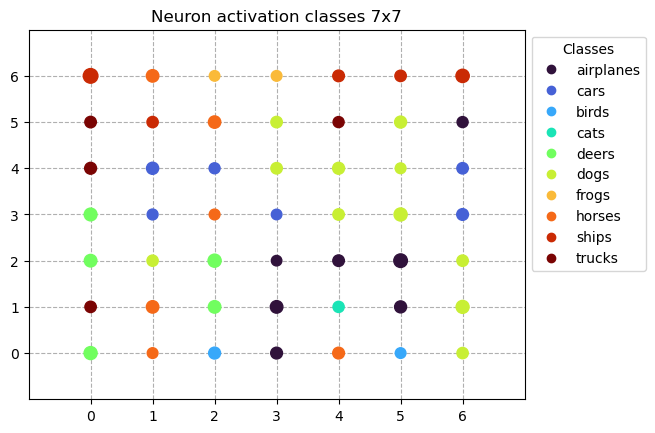 Neuron activation classes 7x7
6
5
4
3
2
1
0
0 1 2 3 4 5 6
Classes
airplanes
cars
birds
cats
deers
dogs
frogs
horses
ships
trucks